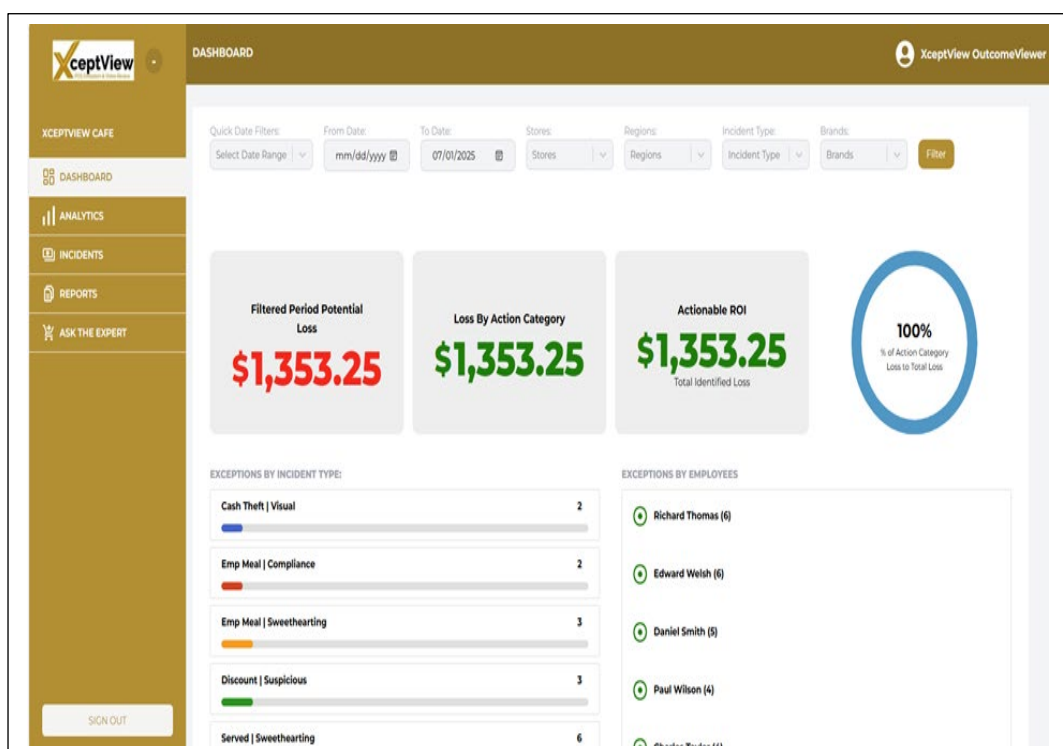 XceptView
DASHBOARD
XceptView OutcomeViewer
XCEPTVIEW CAFE
DASHBOARD
ANALYTICS
INCIDENTS
REPORTS
ASK THE EXPERT
SIGN OUT
Quick Date Filters: From Date: To Date: Stores: Regions: Incident Type: Brands:
Select Date Range mm/dd/yyyy 07/01/2025 Stores Regions Incident Type Brands Filter
Filtered Period Potential
Loss
$1,353.25
Loss By Action Category
$1,353.25
Actionable ROI
$1,353.25
Total Identified Loss
100%
% of Action Category
Loss to Total Loss
EXCEPTIONS BY INCIDENT TYPE:
Cash Theft | Visual 2
Emp Meal | Compliance 2
Emp Meal | Sweethearting 3
Discount | Suspicious 3
Served | Sweethearting 6
EXCEPTIONS BY EMPLOYEES
Richard Thomas (6)
Edward Welsh (6)
Daniel Smith (5)
Paul Wilson (4)